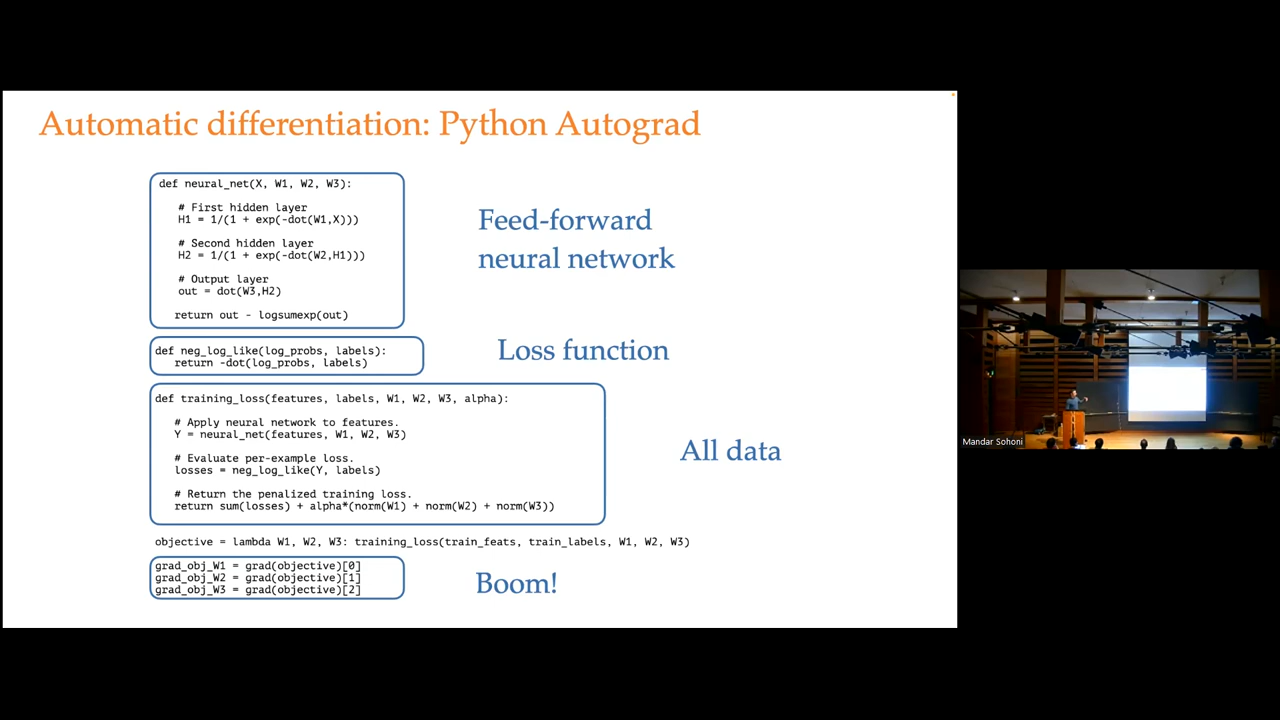 Automatic differentiation: Python Autograd
def neural_net(X, W1, W2, W3):
# First hidden layer
H1 = 1/(1 + exp(-dot(W1,X)))
# Second hidden layer
H2 = 1/(1 + exp(-dot(W2,H1)))
# Output layer
out = dot(W3,H2)
return out - logsumexp(out)
Feed-forward
neural network
def neg_log_like(log_probs, labels):
return -dot(log_probs, labels)
Loss function
def training_loss(features, labels, W1, W2, W3, alpha):
# Apply neural network to features.
Y = neural_net(features, W1, W2, W3)
# Evaluate per-example loss.
losses = neg_log_like(Y, labels)
# Return the penalized training loss.
return sum(losses) + alpha*(norm(W1) + norm(W2) + norm(W3))
All data
objective = lambda W1, W2, W3: training_loss(train_feats, train_labels, W1, W2, W3)
grad_obj_W1 = grad(objective)[0]
grad_obj_W2 = grad(objective)[1]
grad_obj_W3 = grad(objective)[2]
Boom!
Mandar Sohoni